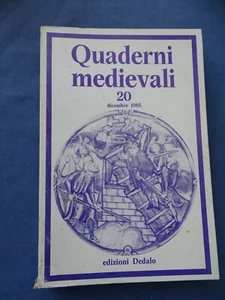 Quaderni
medievali
20
dicembre 1985
edizioni Dedalo